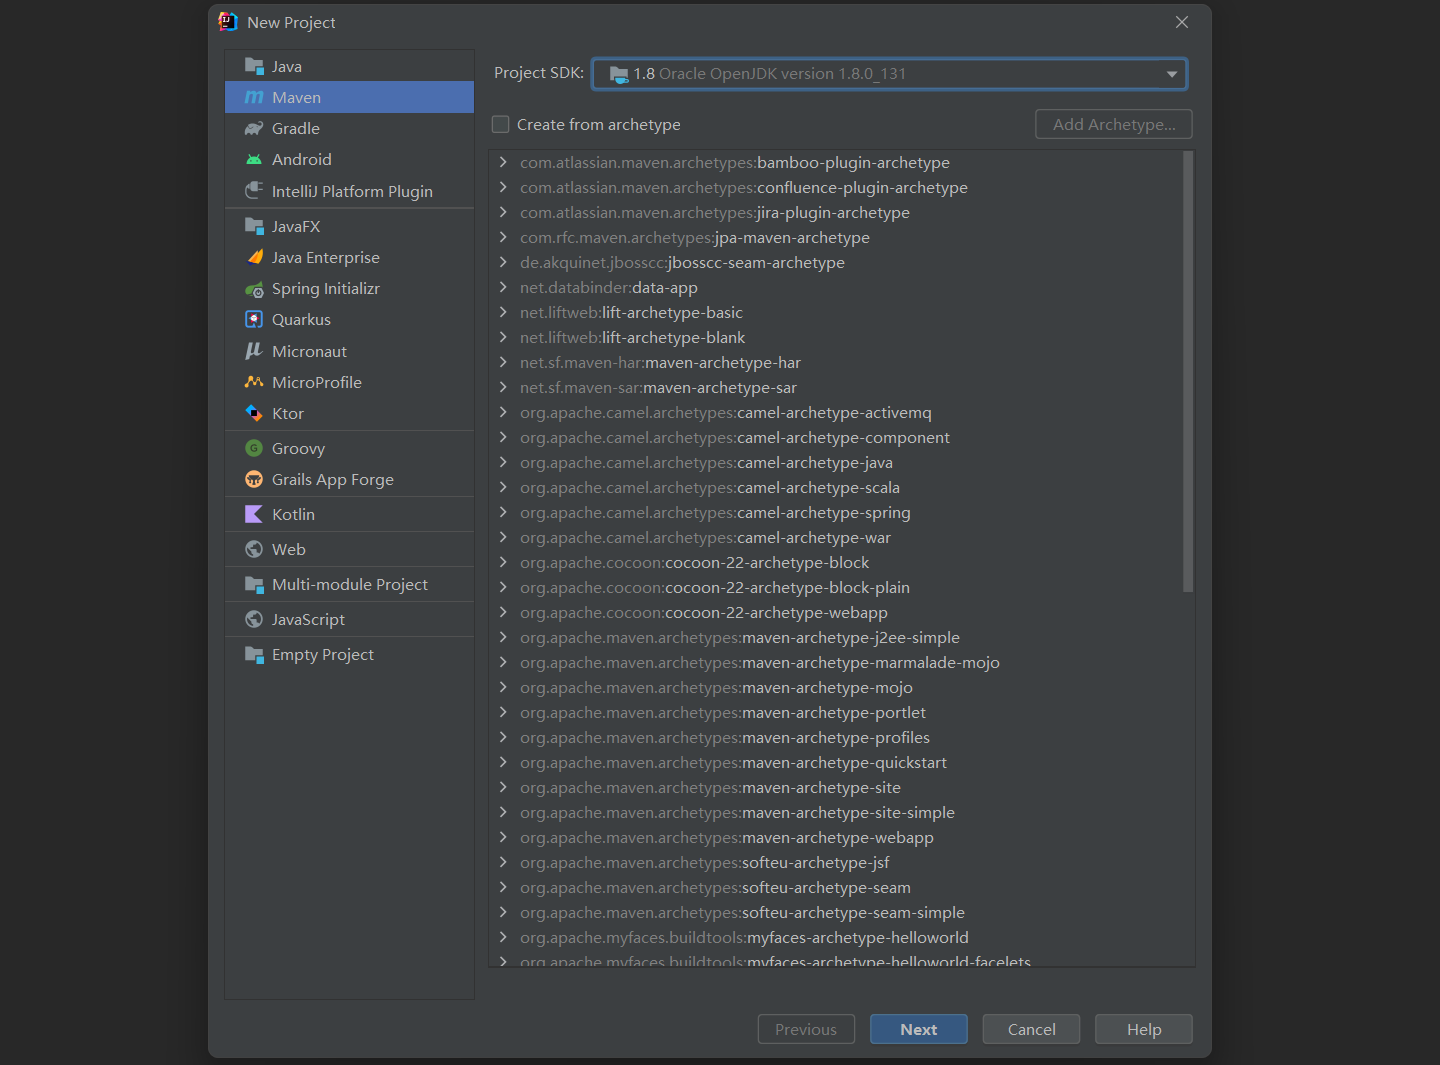 New Project
Java
Maven
Gradle
Android
IntelliJ Platform Plugin
JavaFX
Java Enterprise
Spring Initializr
Quarkus
Micronaut
MicroProfile
Ktor
Groovy
Grails App Forge
Kotlin
Web
Multi-module Project
JavaScript
Empty Project
Project SDK: 1.8 Oracle OpenJDK version 1.8.0_131
Create from archetype Add Archetype...
com.atlassian.maven.archetypes:bamboo-plugin-archetype
com.atlassian.maven.archetypes:confluence-plugin-archetype
com.atlassian.maven.archetypes:jira-plugin-archetype
com.rfc.maven.archetypes:jpa-maven-archetype
de.akquinet.jbosscc:jbosscc-seam-archetype
net.databinder:data-app
net.liftweb:lift-archetype-basic
net.liftweb:lift-archetype-blank
net.sf.maven-har:maven-archetype-har
net.sf.maven-sar:maven-archetype-sar
org.apache.camel.archetypes:camel-archetype-activemq
org.apache.camel.archetypes:camel-archetype-component
org.apache.camel.archetypes:camel-archetype-java
org.apache.camel.archetypes:camel-archetype-scala
org.apache.camel.archetypes:camel-archetype-spring
org.apache.camel.archetypes:camel-archetype-war
org.apache.cocoon:cocoon-22-archetype-block
org.apache.cocoon:cocoon-22-archetype-block-plain
org.apache.cocoon:cocoon-22-archetype-webapp
org.apache.maven.archetypes:maven-archetype-j2ee-simple
org.apache.maven.archetypes:maven-archetype-marmalade-mojo
org.apache.maven.archetypes:maven-archetype-mojo
org.apache.maven.archetypes:maven-archetype-portlet
org.apache.maven.archetypes:maven-archetype-profiles
org.apache.maven.archetypes:maven-archetype-quickstart
org.apache.maven.archetypes:maven-archetype-site
org.apache.maven.archetypes:maven-archetype-site-simple
org.apache.maven.archetypes:maven-archetype-webapp
org.apache.maven.archetypes:softeu-archetype-jsf
org.apache.maven.archetypes:softeu-archetype-seam
org.apache.maven.archetypes:softeu-archetype-seam-simple
org.apache.myfaces.buildtools:myfaces-archetype-helloworld
org.apache.myfaces.buildtools:myfaces-archetype-helloworld-facelets
Previous Next Cancel Help